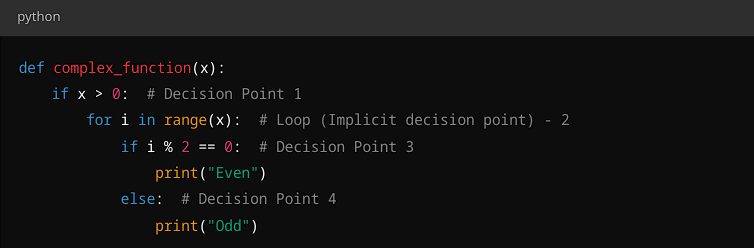 python
def complex_function(x):
    if x > 0:  # Decision Point 1
        for i in range(x):  # Loop (Implicit decision point) - 2
            if i % 2 == 0:  # Decision Point 3
                print("Even")
            else:  # Decision Point 4
                print("Odd")